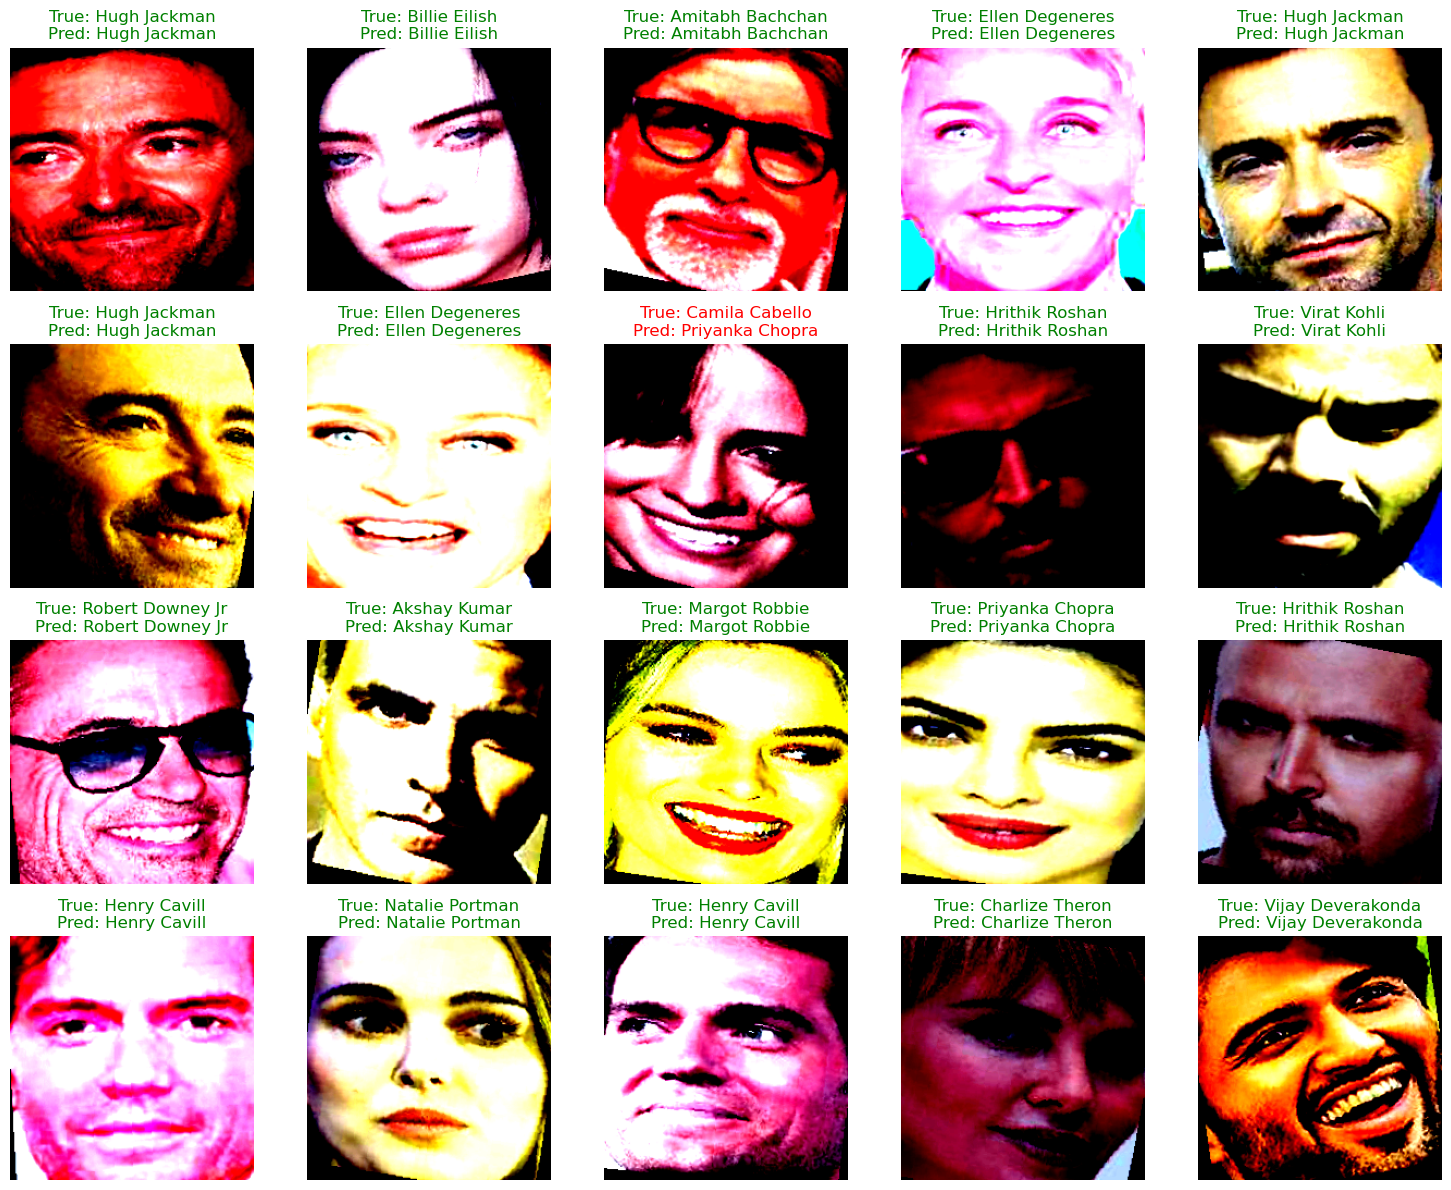 True: Hugh Jackman
Pred: Hugh Jackman
True: Billie Eilish
Pred: Billie Eilish
True: Amitabh Bachchan
Pred: Amitabh Bachchan
True: Ellen Degeneres
Pred: Ellen Degeneres
True: Hugh Jackman
Pred: Hugh Jackman
True: Hugh Jackman
Pred: Hugh Jackman
True: Ellen Degeneres
Pred: Ellen Degeneres
True: Camila Cabello
Pred: Priyanka Chopra
True: Hrithik Roshan
Pred: Hrithik Roshan
True: Virat Kohli
Pred: Virat Kohli
True: Robert Downey Jr
Pred: Robert Downey Jr
True: Akshay Kumar
Pred: Akshay Kumar
True: Margot Robbie
Pred: Margot Robbie
True: Priyanka Chopra
Pred: Priyanka Chopra
True: Hrithik Roshan
Pred: Hrithik Roshan
True: Henry Cavill
Pred: Henry Cavill
True: Natalie Portman
Pred: Natalie Portman
True: Henry Cavill
Pred: Henry Cavill
True: Charlize Theron
Pred: Charlize Theron
True: Vijay Deverakonda
Pred: Vijay Deverakonda